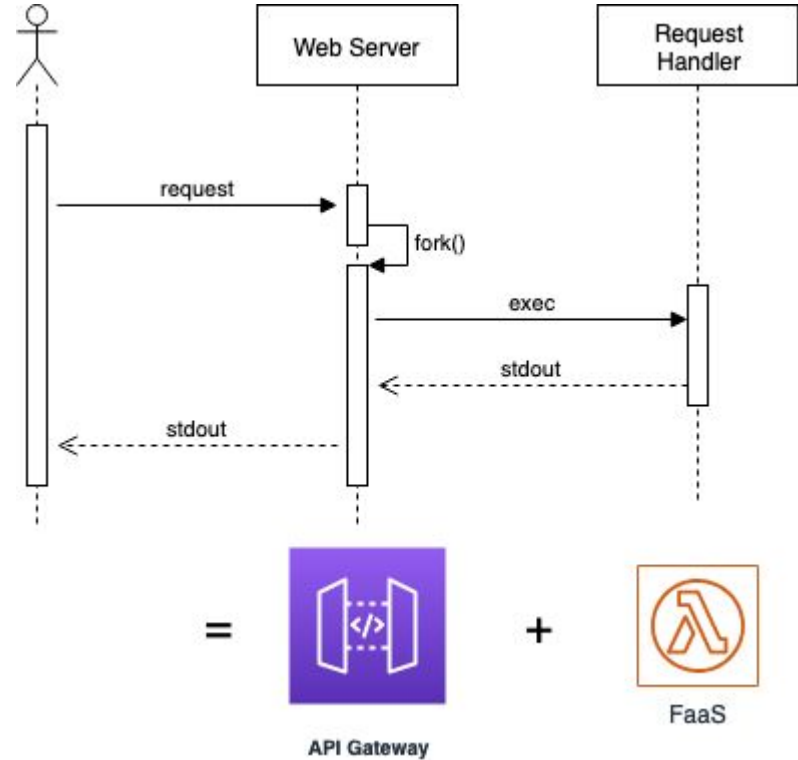 Web Server
Request
Handler
request
fork()
exec
stdout
stdout
=
</>
+
FaaS
API Gateway